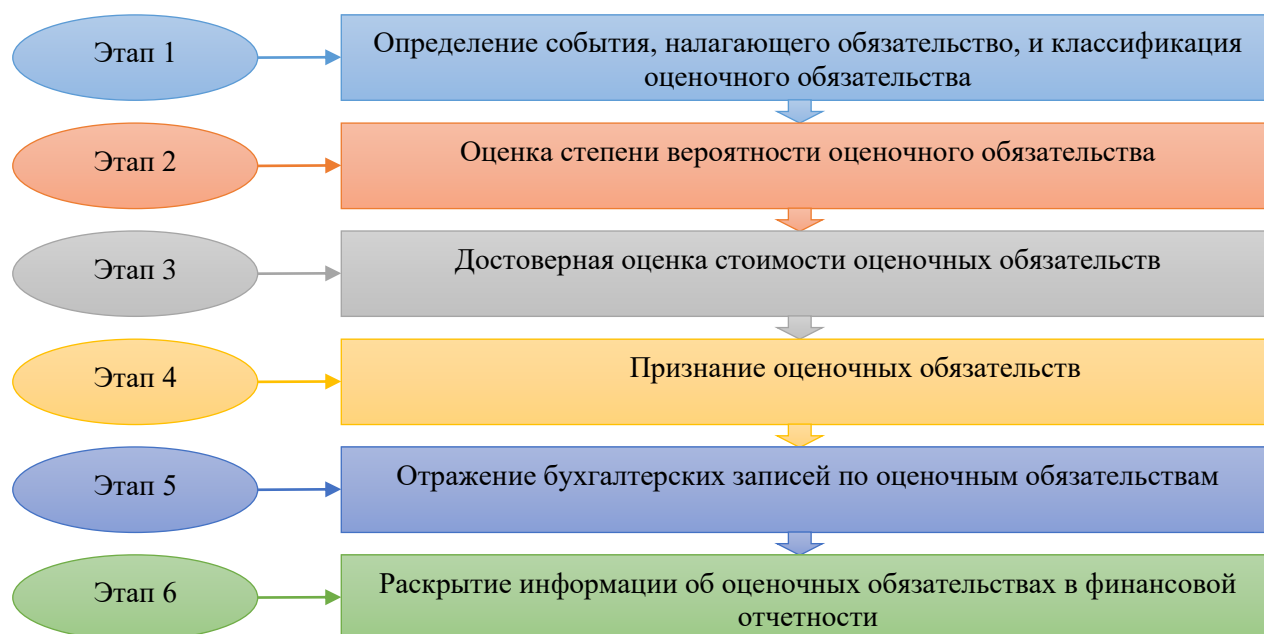 Этап 1
Определение события, налагающего обязательство, и классификация
оценочного обязательства
Этап 2
Оценка степени вероятности оценочного обязательства
Этап 3
Достоверная оценка стоимости оценочных обязательств
Этап 4
Признание оценочных обязательств
Этап 5
Отражение бухгалтерских записей по оценочным обязательствам
Этап 6
Раскрытие информации об оценочных обязательствах в финансовой
отчетности